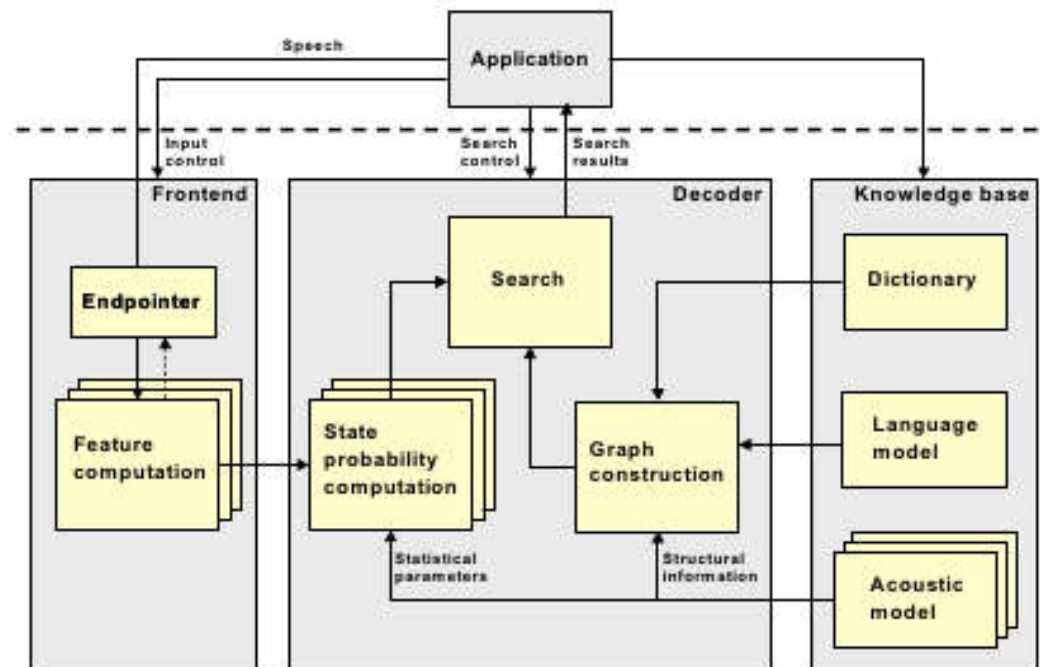 Speech
Application
Input
control
Search
control
Search
results
Frontend
Decoder
Knowledge base
Endpointer
Search
Dictionary
Feature
computation
State
probability
computation
Graph
construction
Language
model
Statistical
parameters
Structural
information
Acoustic
model